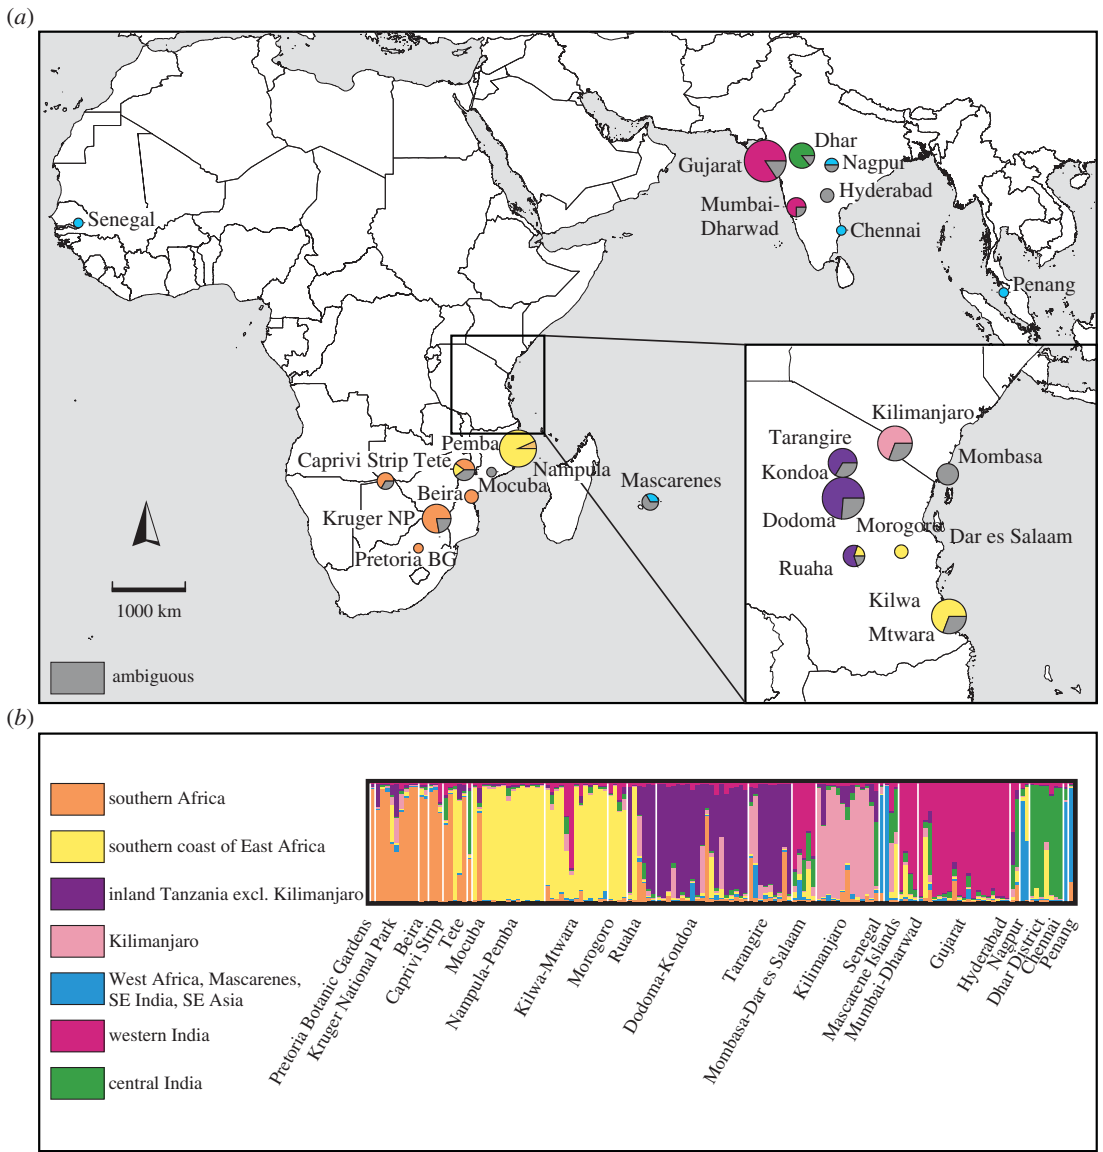 (a)
Dhar
Gujarat
Nagpur
Hyderabad
Mumbai-
Dharwad
Senegal
Chennai
Penang
Kilimanjaro
Tarangire
Pemba
Mombasa
Caprivi Strip Tete
Kondoa
Nampula
Mocuba
Mascarenes
Beira
Kruger NP
Dodoma
Morogoro
Dar es Salaam
Pretoria BG
Ruaha
1000 km
Kilwa
Mtwara
ambiguous
(b)
southern Africa
southern coast of East Africa
inland Tanzania excl. Kilimanjaro
Kilimanjaro
West Africa, Mascarenes,
SE India, SE Asia
western India
central India
Pretoria Botanic Gardens
Kruger National Park
Beira
Caprivi Strip
Tete
Mocuba
Nampula-Pemba
Kilwa-Mtwara
Morogoro
Ruaha
Dodoma-Kondoa
Tarangire
Mombasa-Dar es Salaam
Kilimanjaro
Senegal
Mascarene Islands
Mumbai-Dharwad
Gujarat
Hyderabad
Nagpur
Dhar District
Chennai
Penang